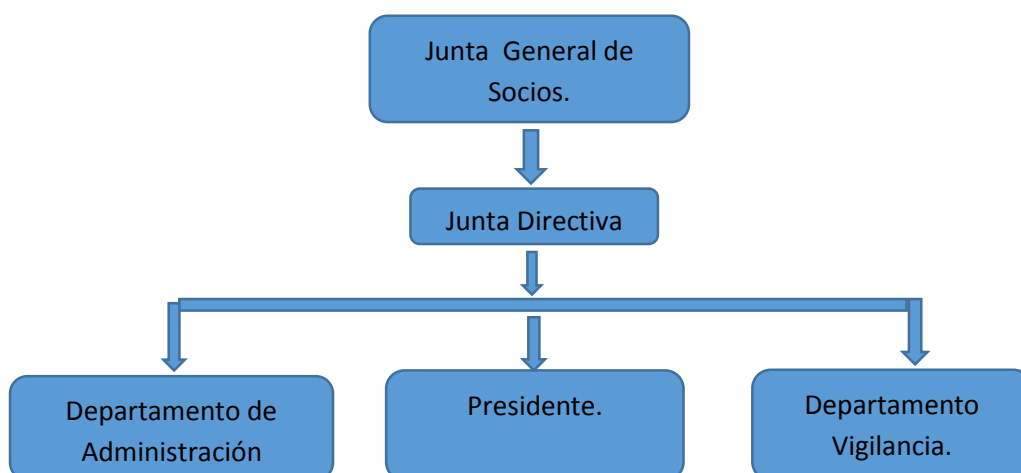 Junta  General de
Socios.
Junta Directiva
Departamento de
Administración
Presidente.
Departamento
Vigilancia.